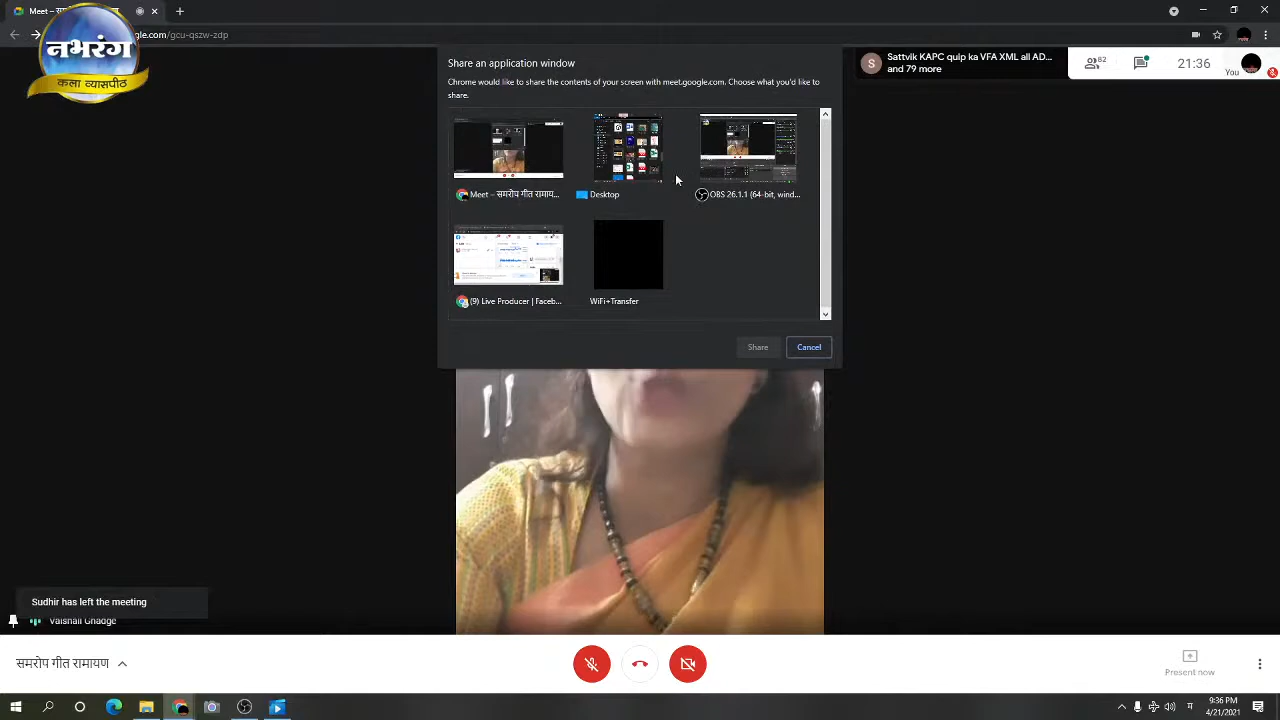 Meet – स
नभरंग
कला व्यासपीठ
le.com/gcu-qszw-zdp
Share an application window
Chrome would like to share the contents of your screen with meet.google.com. Choose what you'd like to
share.
Meet – समरोप गीत रामाय...
Desktop
OBS 26.1.1 (64-bit, wind...
(9) Live Producer | Faceb...
WiFi+Transfer
Share
Cancel
S
Sattvik KAPC quip ka VFA XML all AD...
and 79 more
82
21:36
You
Sudhir has left the meeting
Vaishali Ghadge
समरोप गीत रामायण
Present now
9:36 PM
4/21/2021